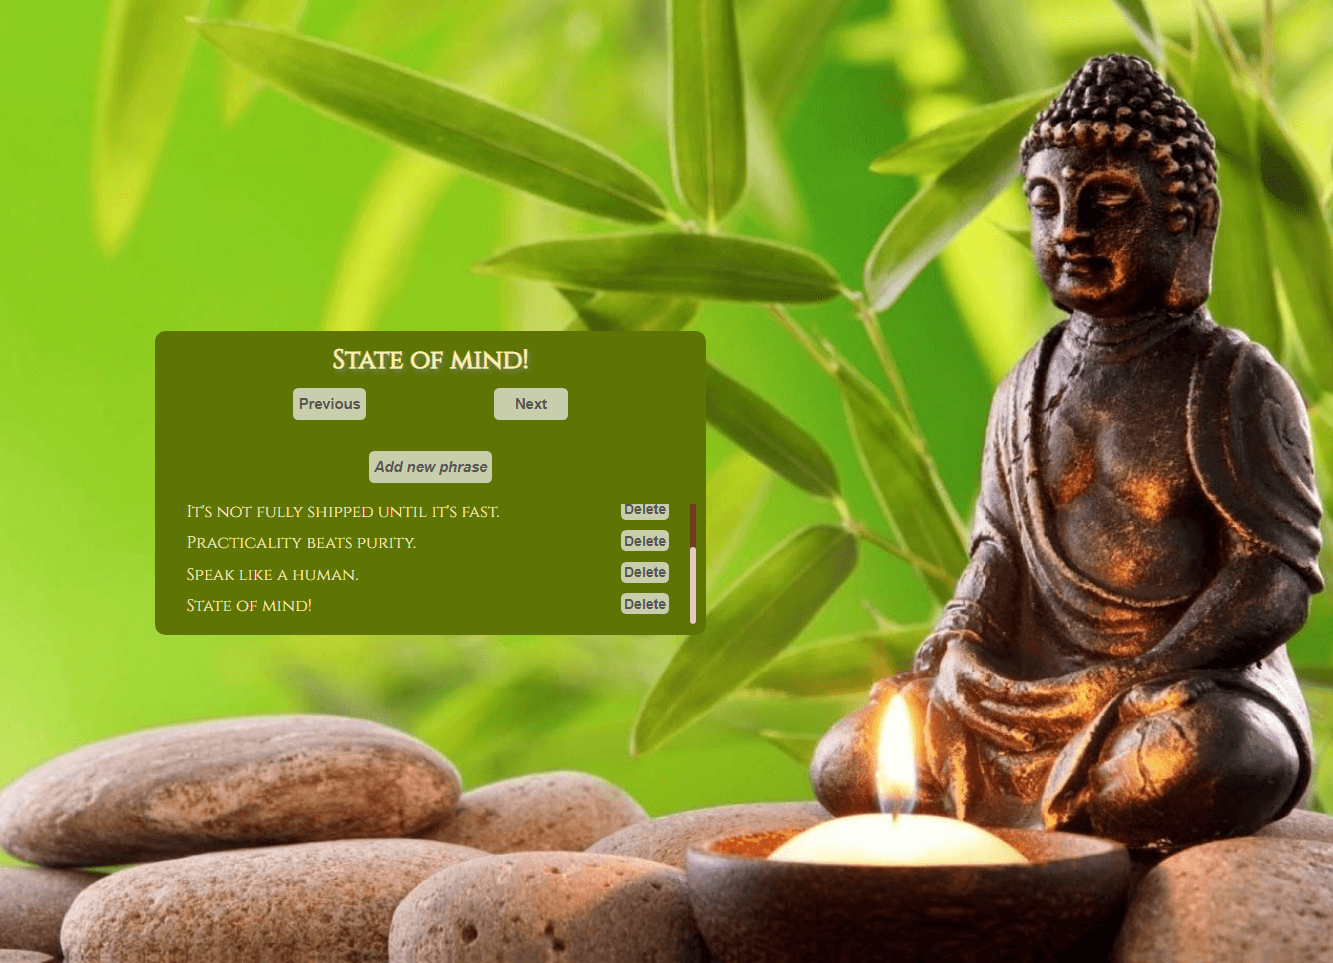 State of mind!
Previous
Next
Add new phrase
It's not fully shipped until it's fast.
Delete
Practicality beats purity.
Delete
Speak like a human.
Delete
State of mind!
Delete